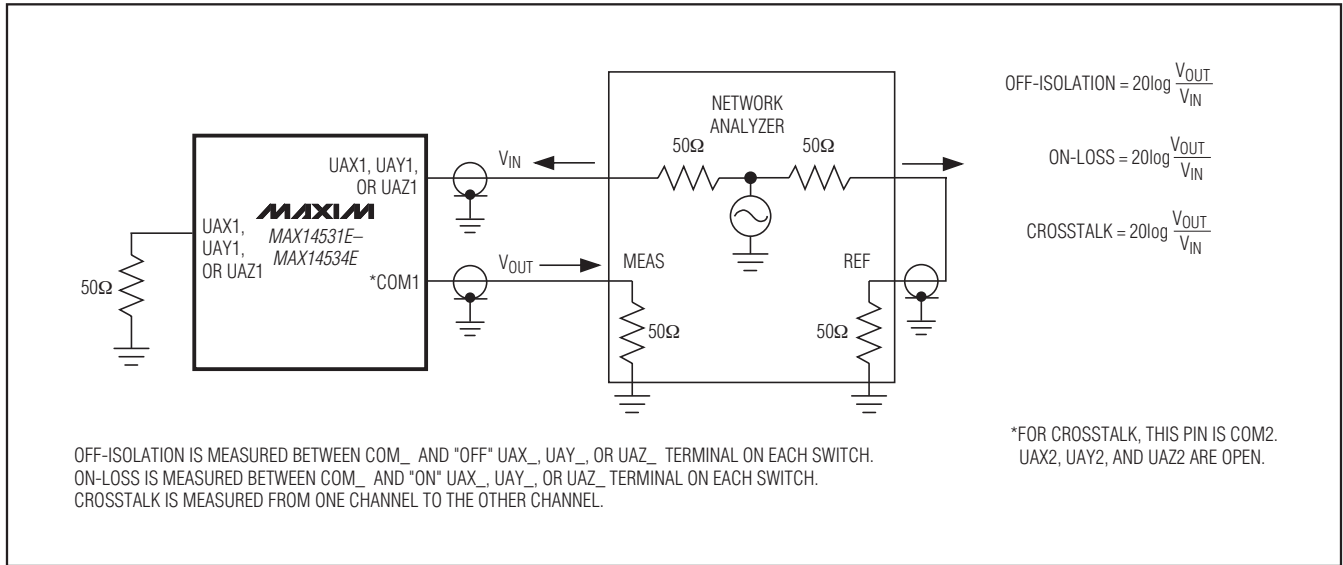 NETWORK
ANALYZER
50Ω
50Ω
OFF-ISOLATION = 20log VOUT
VIN
ON-LOSS = 20log VOUT
VIN
CROSSTALK = 20log VOUT
VIN
VIN
UAX1, UAY1,
OR UAZ1
MAXIM
MAX14531E–
MAX14534E
UAX1,
UAY1,
OR UAZ1
*COM1
50Ω
VOUT
MEAS
REF
50Ω
50Ω
OFF-ISOLATION IS MEASURED BETWEEN COM_ AND "OFF" UAX_, UAY_, OR UAZ_ TERMINAL ON EACH SWITCH.
ON-LOSS IS MEASURED BETWEEN COM_ AND "ON" UAX_, UAY_, OR UAZ_ TERMINAL ON EACH SWITCH.
CROSSTALK IS MEASURED FROM ONE CHANNEL TO THE OTHER CHANNEL.
*FOR CROSSTALK, THIS PIN IS COM2.
UAX2, UAY2, AND UAZ2 ARE OPEN.